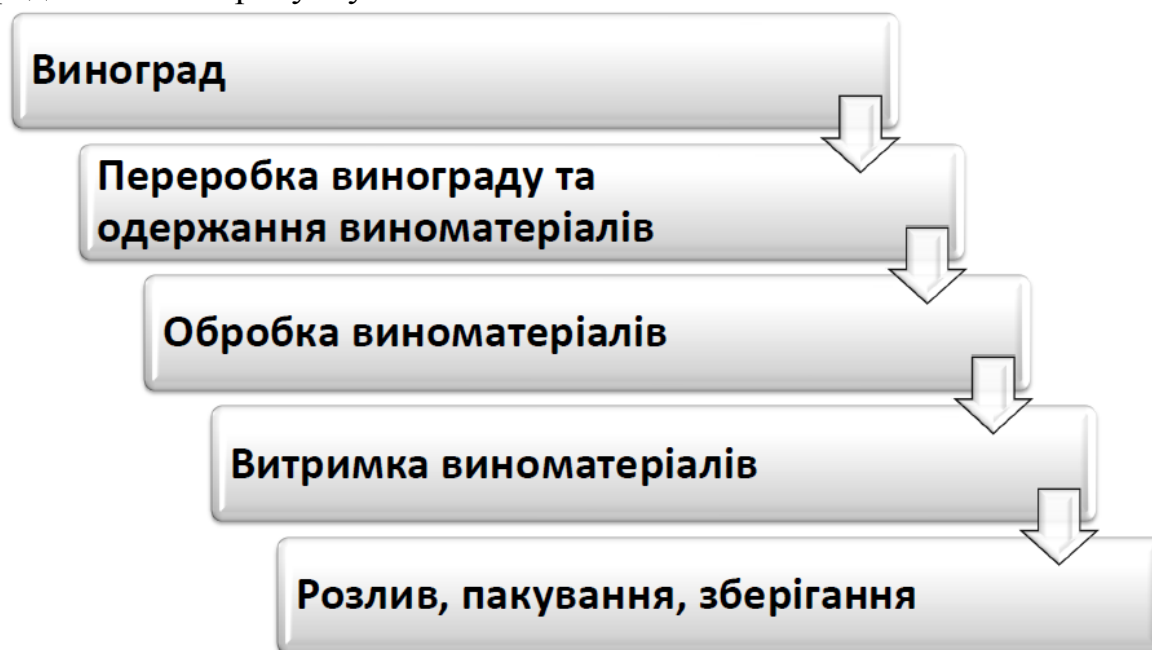 Виноград
Переробка винограду та
одержання виноматеріалів
Обробка виноматеріалів
Витримка виноматеріалів
Розлив, пакування, зберігання